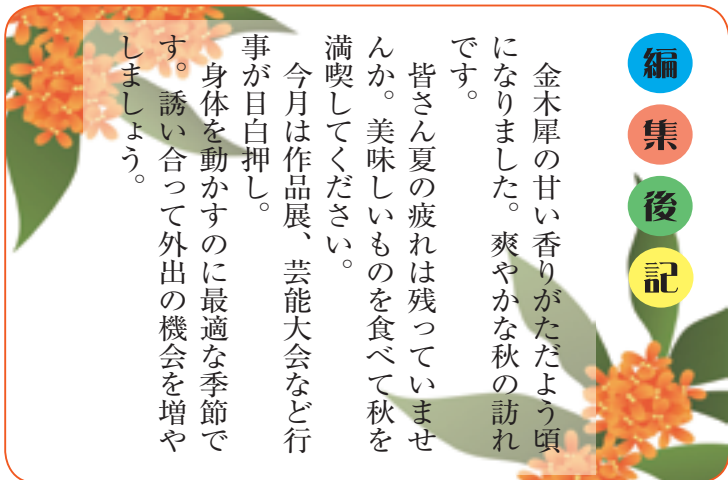 編集後記
金木犀の甘い香りがただよう頃
になりました。爽やかな秋の訪れ
です。
皆さん夏の疲れは残っていませ
んか。美味しいものを食べて秋を
満喫してください。
今月は作品展、芸能大会など行
事が目白押し。
身体を動かすのに最適な季節で
す。誘い合って外出の機会を増や
しましょう。